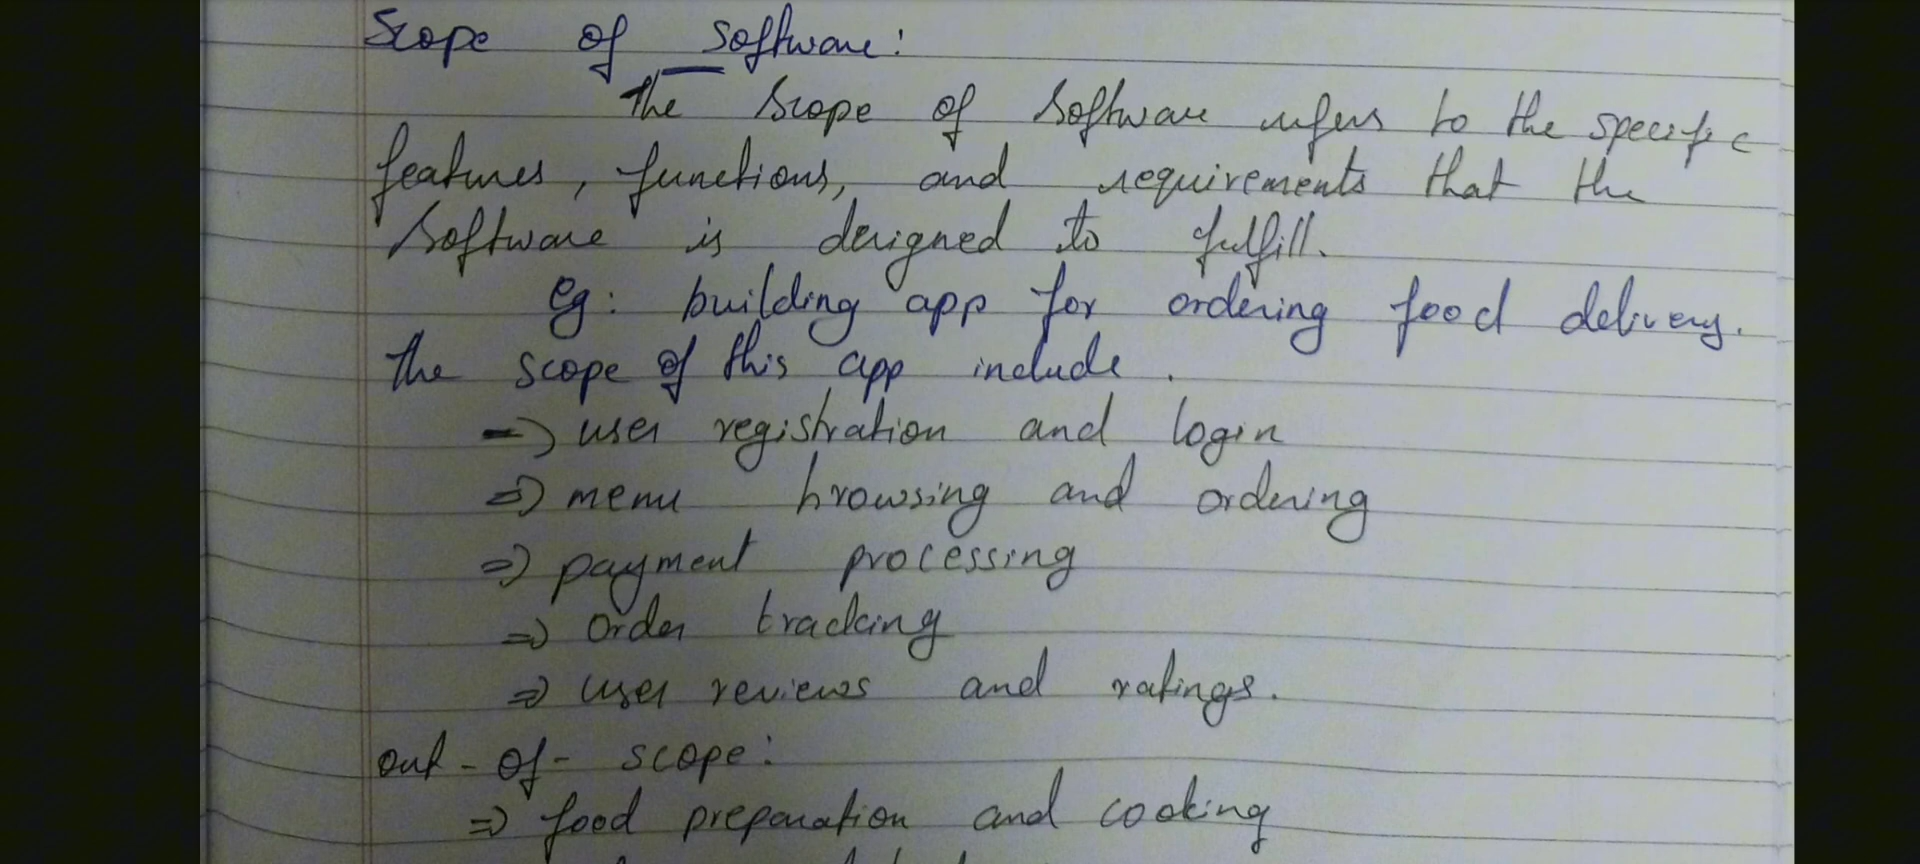 Scope of Software:
The scope of software refers to the specific
features, functions, and requirements that the
software is designed to fulfill.
eg: building app for ordering food delivery.
the scope of this app include.
=> user registration and login
=> menu browsing and ordering
=> payment processing
=> order tracking
=> user reviews and ratings.
out-of-scope:
=> food preparation and cooking